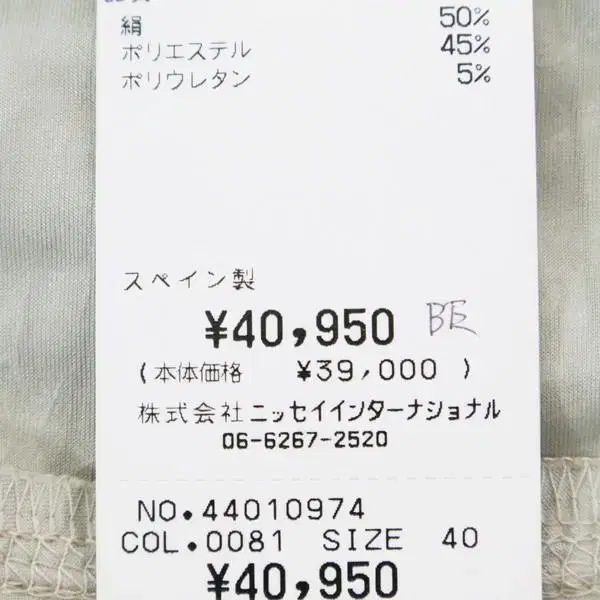 絹 50%
ポリエステル 45%
ポリウレタン 5%
スペイン製
¥40,950 BE
(本体価格 ¥39,000 )
株式会社ニッセイインターナショナル
06-6267-2520
NO.44010974
COL.0081 SIZE 40
¥40,950